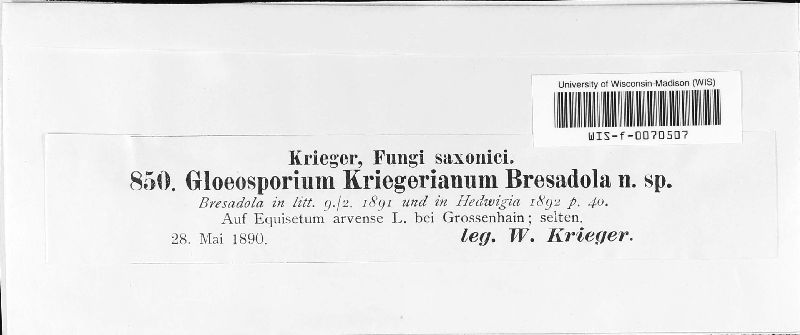 University of Wisconsin-Madison (WIS)
WIS-f-0070507
Krieger, Fungi saxonici.
850. Gloeosporium Kriegerianum Bresadola n. sp.
Bresadola in litt. 9./2. 1891 und in Hedwigia 1892 p. 40.
Auf Equisetum arvense L. bei Grossenhain; selten.
28. Mai 1890.
leg. W. Krieger.